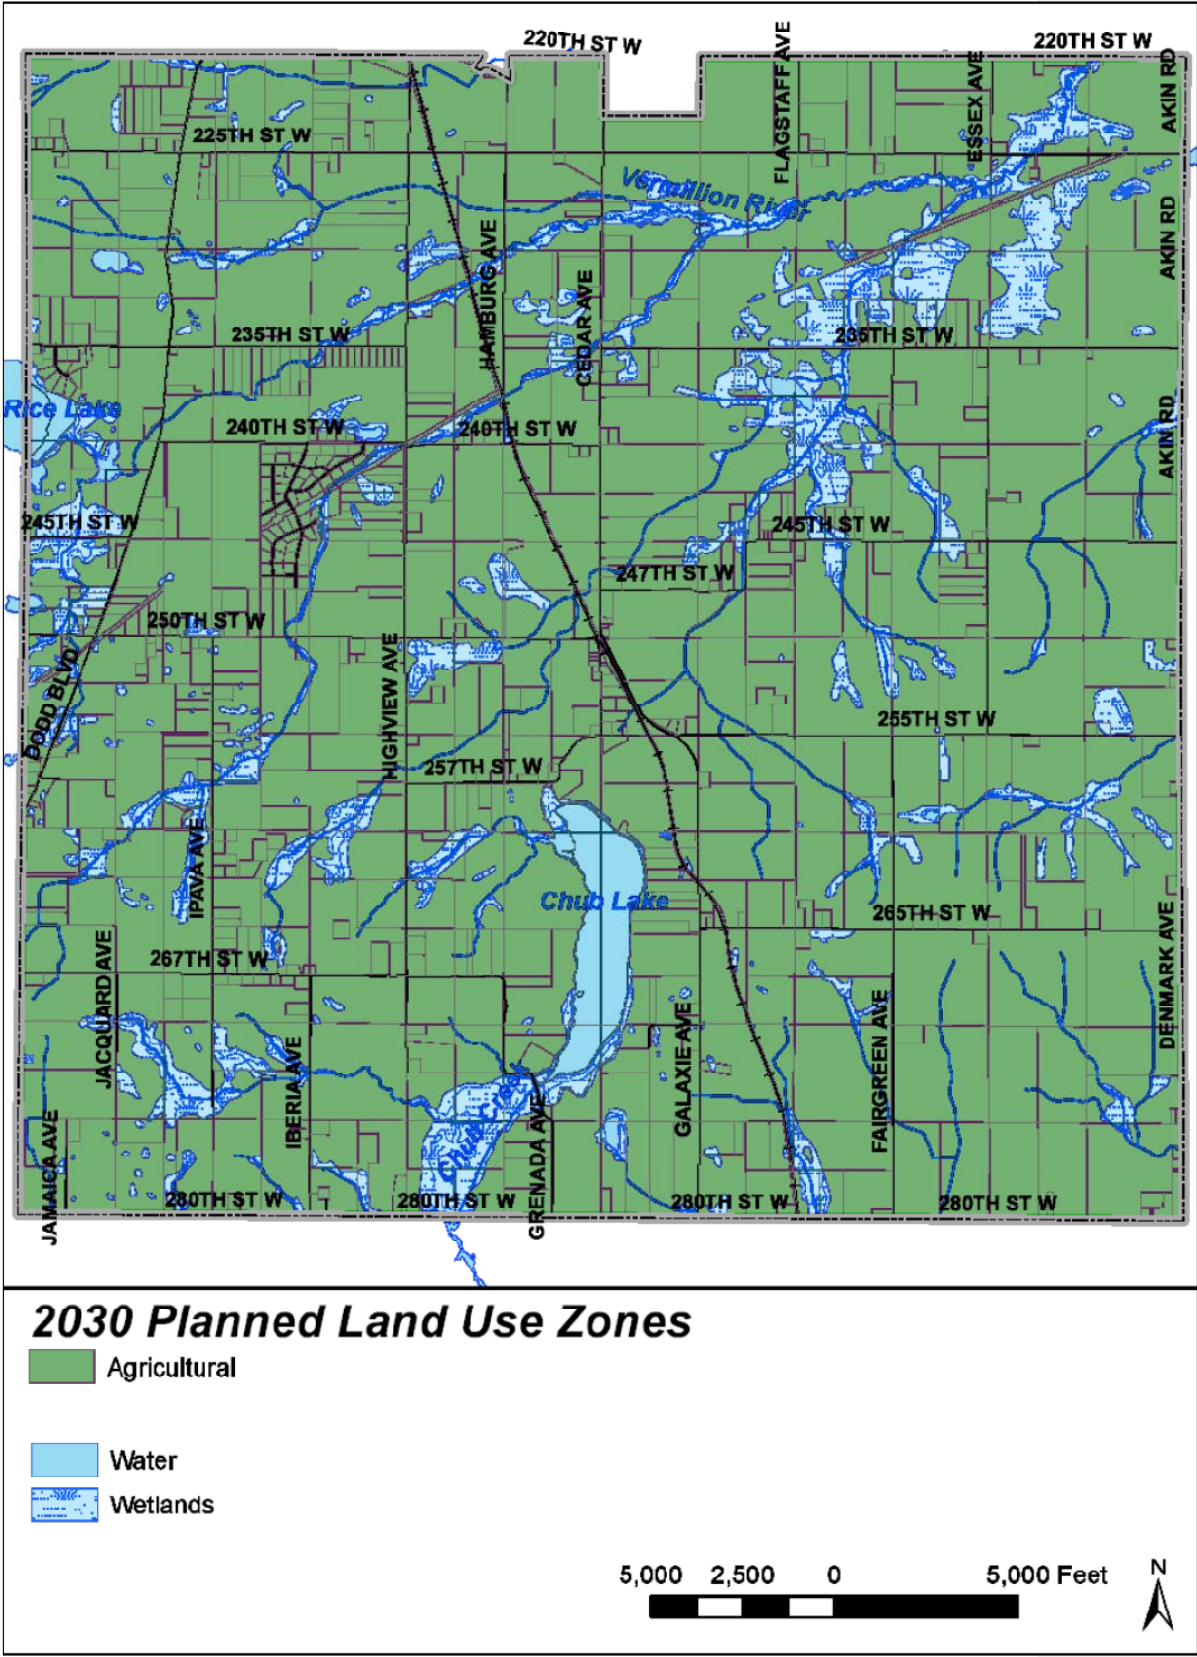 220TH ST W
220TH ST W
FLAGSTAFF AVE
ESSEX AVE
AKIN RD
225TH ST W
Vermillion River
AKIN RD
HAMBURG AVE
CEDAR AVE
235TH ST W
235TH ST W
Rice Lake
240TH ST W
240TH ST W
AKIN RD
245TH ST W
245TH ST W
247TH ST W
250TH ST W
DODD BLVD
HIGHVIEW AVE
255TH ST W
257TH ST W
IPAVA AVE
Chub Lake
265TH ST W
267TH ST W
JACQUARD AVE
DENMARK AVE
IBERIA AVE
GALAXIE AVE
FAIRGREEN AVE
Chub Creek
GRENADA AVE
JAMAICA AVE
280TH ST W
280TH ST W
280TH ST W
280TH ST W
2030 Planned Land Use Zones
Agricultural
Water
Wetlands
5,000 2,500 0 5,000 Feet
N